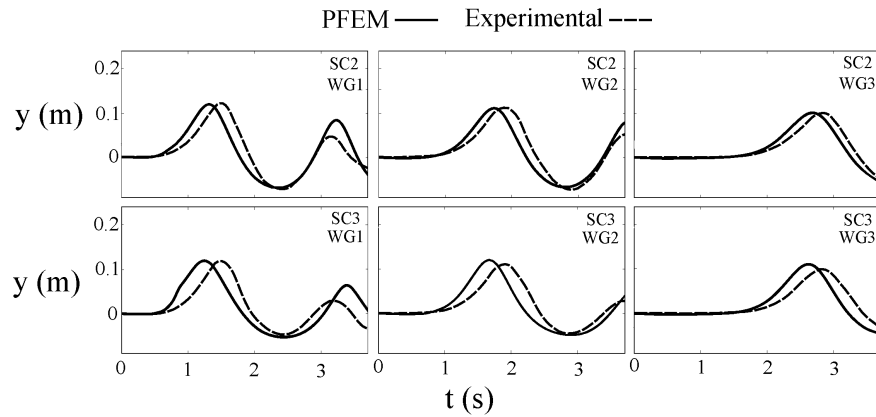 PFEM Experimental
0.2 SC2 SC2 SC2
WG1 WG2 WG3
y (m) 0.1
0
0.2 SC3 SC3 SC3
WG1 WG2 WG3
y (m) 0.1
0
0 1 2 3 0 1 2 3 0 1 2 3
t (s)